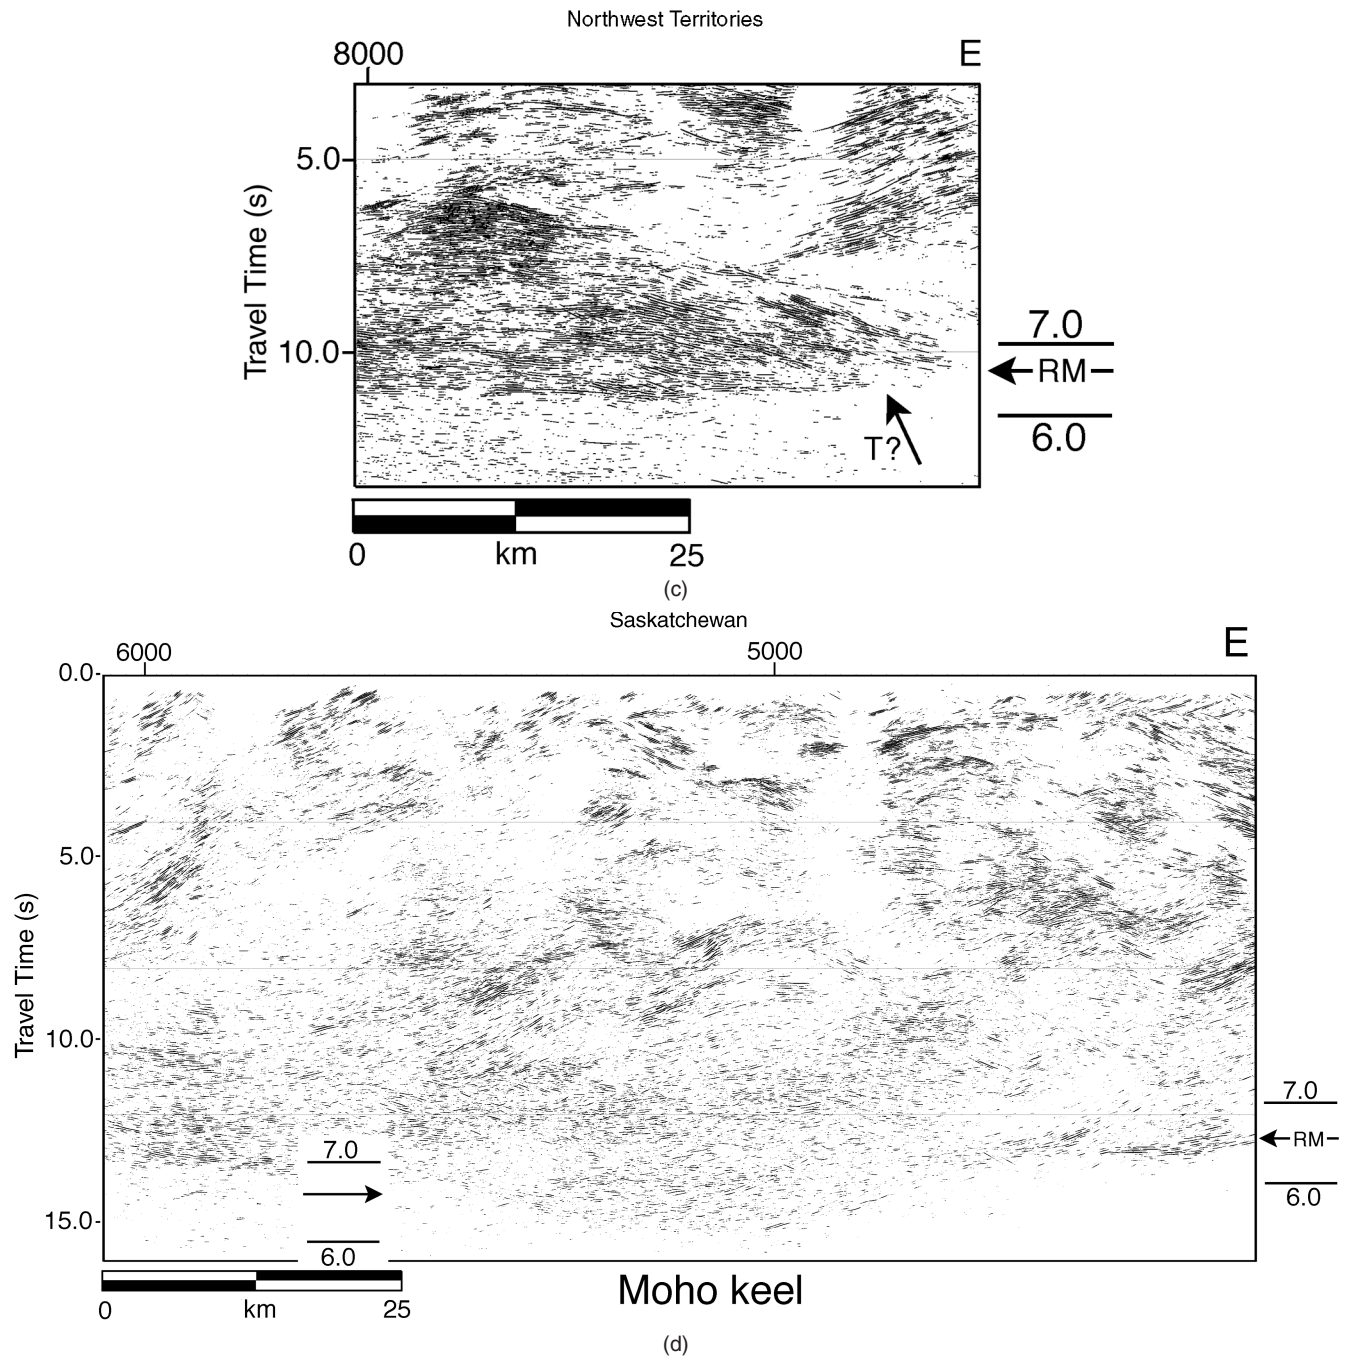 Northwest Territories
8000 E
5.0
Travel Time (s)
10.0
7.0
RM
6.0
T?
0 km 25
(c)
Saskatchewan
6000 5000 E
0.0
5.0
Travel Time (s)
10.0
7.0
RM
6.0
7.0
6.0
15.0
0 km 25
Moho keel
(d)